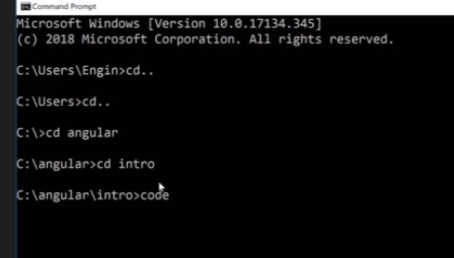 Command Prompt
Microsoft Windows [Version 10.0.17134.345]
(c) 2018 Microsoft Corporation. All rights reserved.
C:\Users\Engin>cd..
C:\Users>cd..
C:\>cd angular
C:\angular>cd intro
C:\angular\intro>code